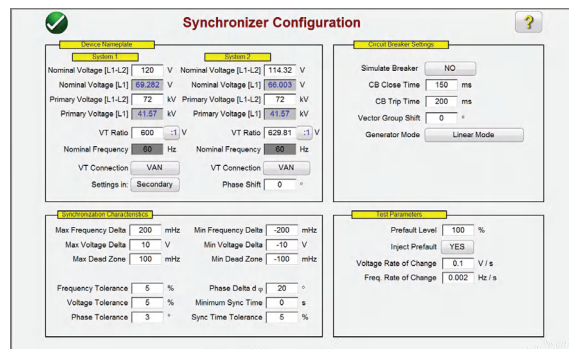 Synchronizer Configuration
?
Device Nameplate
System 1
System 2
Nominal Voltage [L1-L2] 120 V Nominal Voltage [L1-L2] 114.32 V
Nominal Voltage [L1] 69.282 V Nominal Voltage [L1] 66.003 V
Primary Voltage [L1-L2] 72 kV Primary Voltage [L1-L2] 72 kV
Primary Voltage [L1] 41.57 kV Primary Voltage [L1] 41.57 kV
VT Ratio 600 :1 V VT Ratio 629.81 :1 V
Nominal Frequency 60 Hz Nominal Frequency 60 Hz
VT Connection VAN VT Connection VAN
Settings in: Secondary Phase Shift 0 °
Circuit Breaker Settings
Simulate Breaker NO
CB Close Time 150 ms
CB Trip Time 200 ms
Vector Group Shift 0 °
Generator Mode Linear Mode
Synchronization Characteristics
Max Frequency Delta 200 mHz Min Frequency Delta -200 mHz
Max Voltage Delta 10 V Min Voltage Delta -10 V
Max Dead Zone 100 mHz Min Dead Zone -100 mHz
Frequency Tolerance 5 % Phase Delta d φ 20 °
Voltage Tolerance 5 % Minimum Sync Time 0 s
Phase Tolerance 3 ° Sync Time Tolerance 5 %
Test Parameters
Prefault Level 100 %
Inject Prefault YES
Voltage Rate of Change 0.1 V / s
Freq. Rate of Change 0.002 Hz / s